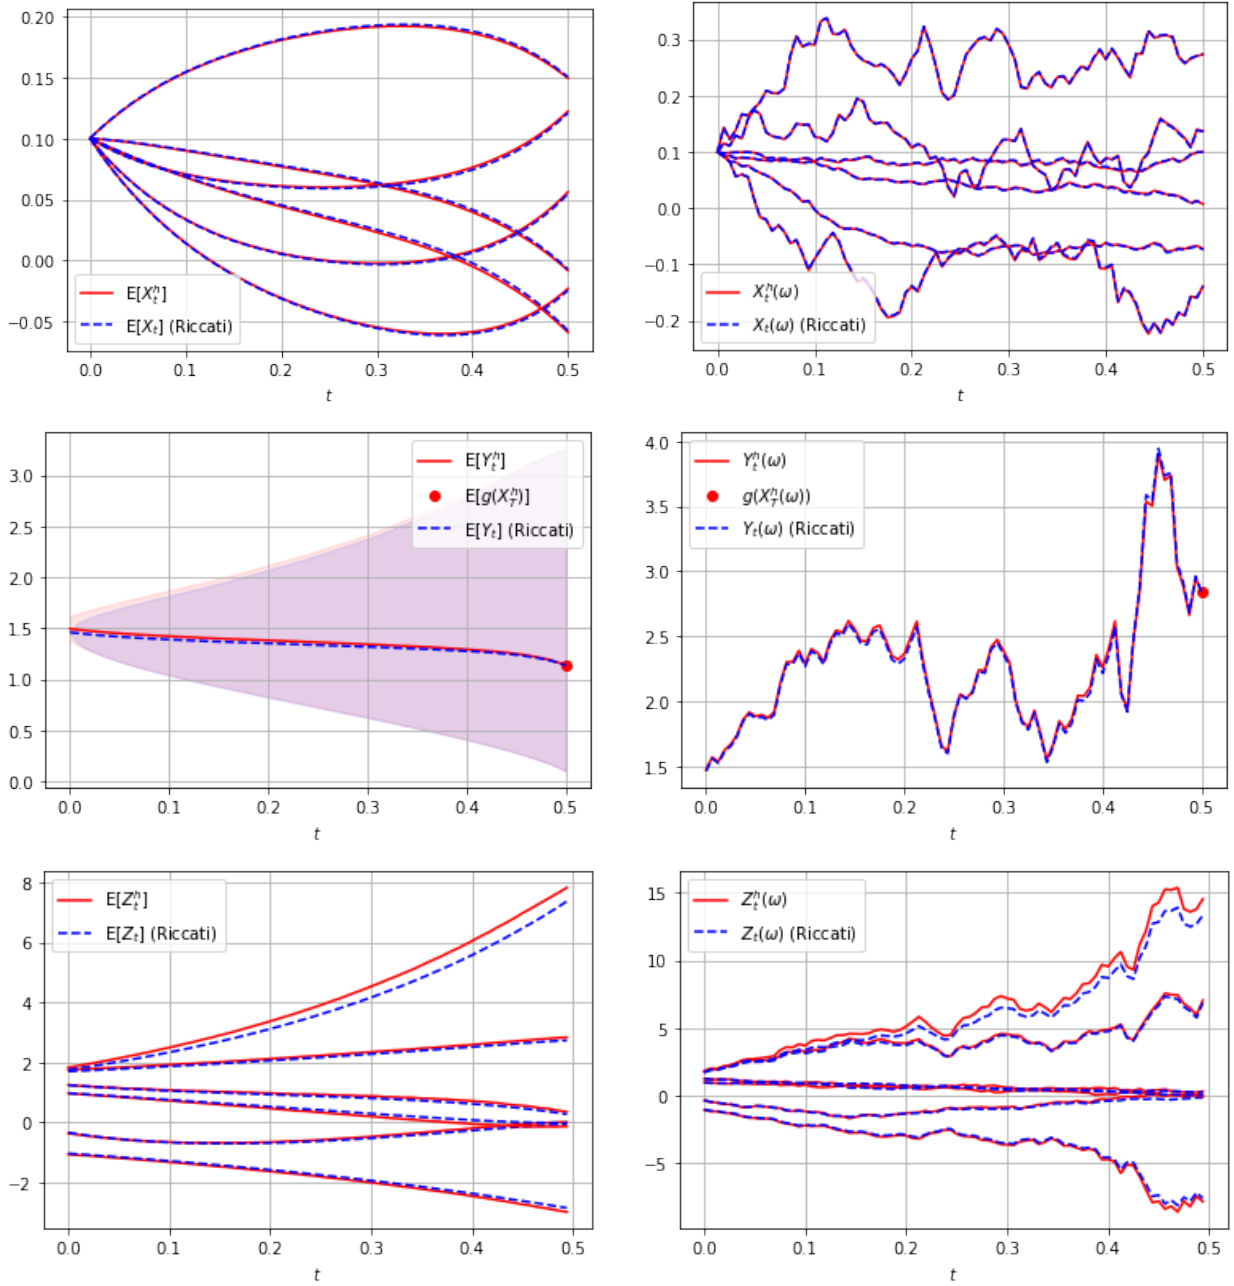 0.20
0.15
0.10
0.05
0.00
−0.05
E[X_t^h]
E[X_t] (Riccati)
0.0 0.1 0.2 0.3 0.4 0.5
t
0.3
0.2
0.1
0.0
−0.1
−0.2
X_t^h(ω)
X_t(ω) (Riccati)
0.0 0.1 0.2 0.3 0.4 0.5
t
3.0
2.5
2.0
1.5
1.0
0.5
0.0
E[Y_t^h]
E[g(X_T^h)]
E[Y_t] (Riccati)
0.0 0.1 0.2 0.3 0.4 0.5
t
4.0
3.5
3.0
2.5
2.0
1.5
Y_t^h(ω)
g(X_T^h(ω))
Y_t(ω) (Riccati)
0.0 0.1 0.2 0.3 0.4 0.5
t
8
6
4
2
0
−2
E[Z_t^h]
E[Z_t] (Riccati)
0.0 0.1 0.2 0.3 0.4 0.5
t
15
10
5
0
−5
Z_t^h(ω)
Z_t(ω) (Riccati)
0.0 0.1 0.2 0.3 0.4 0.5
t